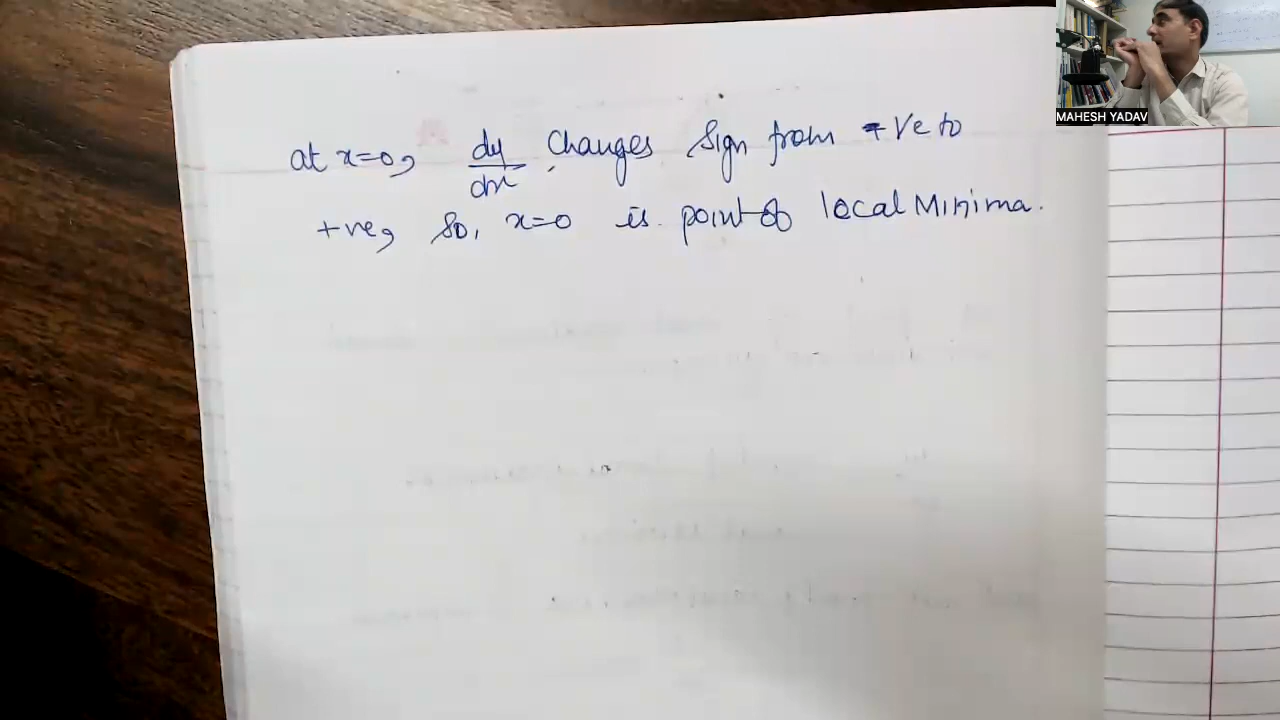 at x=0, dy/dx changes sign from -ve to
+ve, so, x=0 is point of local Minima.
MAHESH YADAV